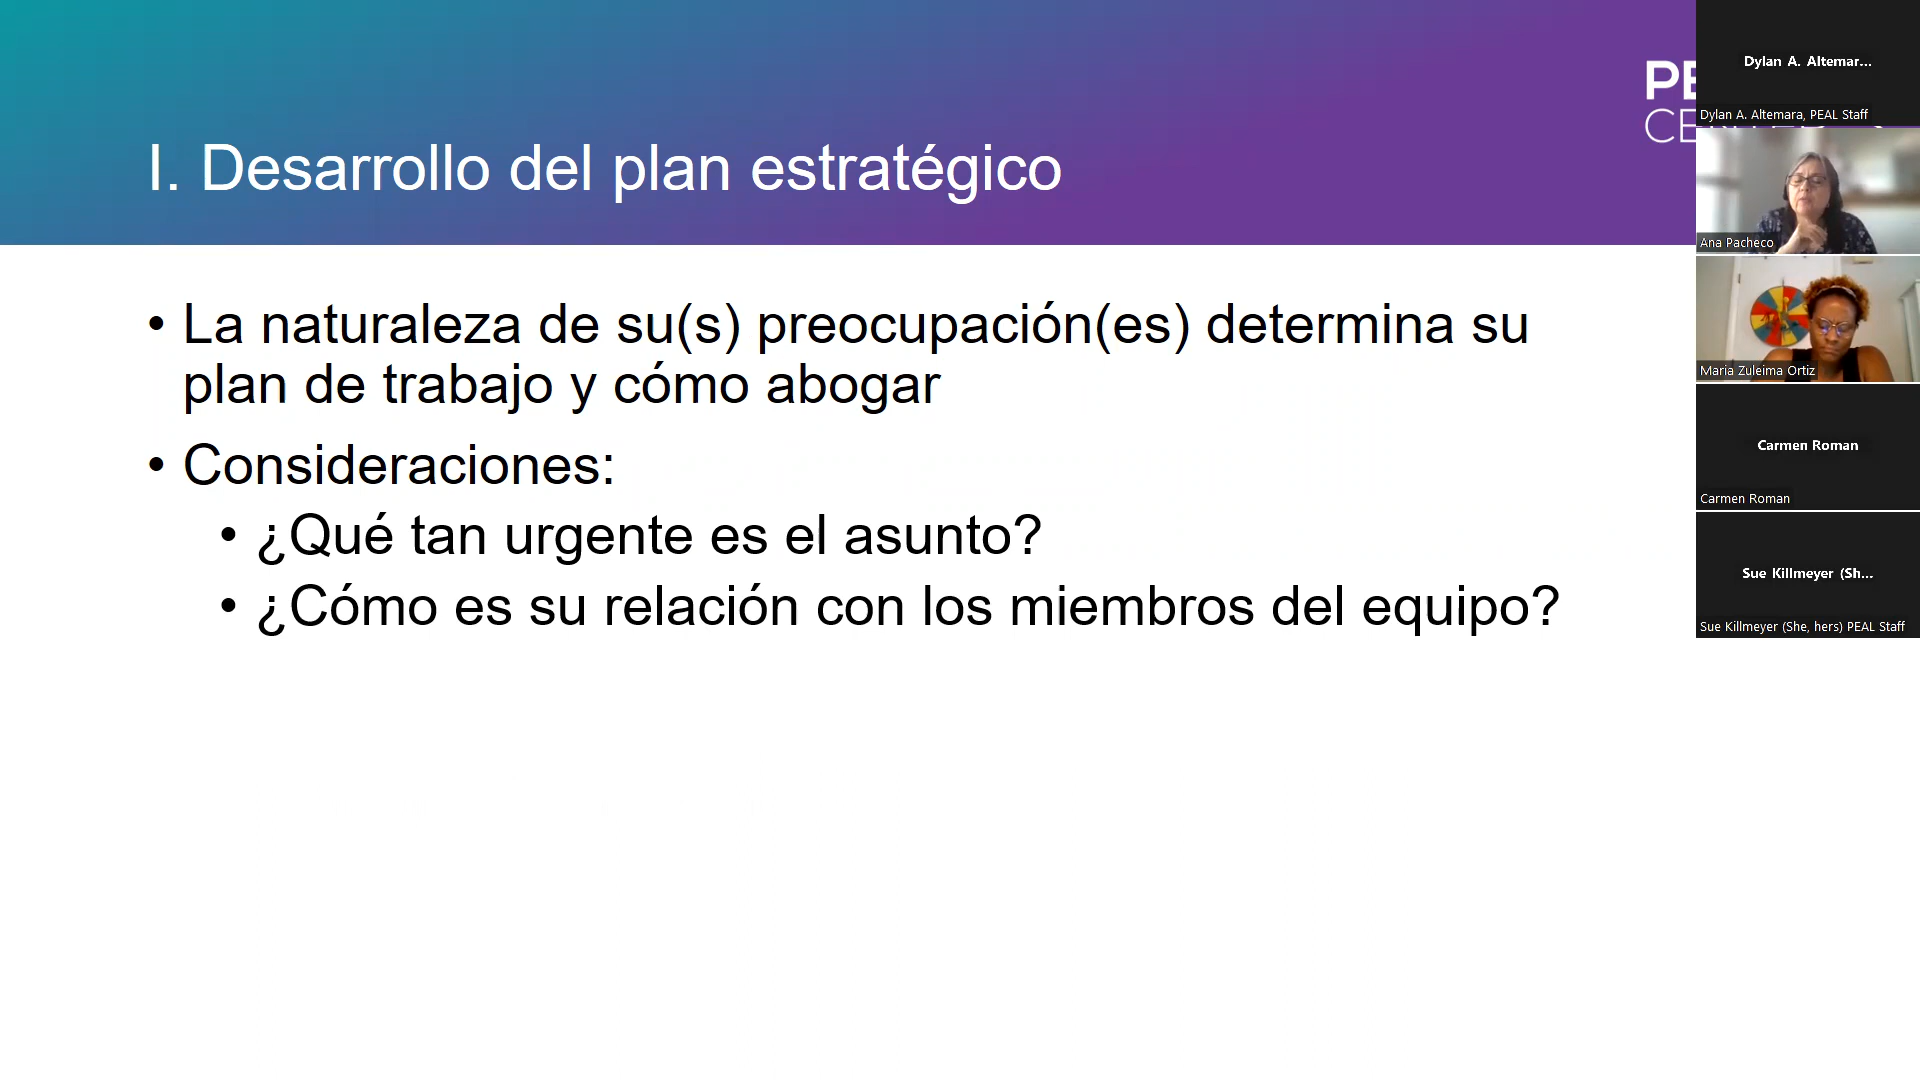 I. Desarrollo del plan estratégico
• La naturaleza de su(s) preocupación(es) determina su
plan de trabajo y cómo abogar
• Consideraciones:
• ¿Qué tan urgente es el asunto?
• ¿Cómo es su relación con los miembros del equipo?
Dylan A. Altemar...
Dylan A. Altemara, PEAL Staff
Ana Pacheco
Maria Zuleima Ortiz
Carmen Roman
Carmen Roman
Sue Killmeyer (Sh...
Sue Killmeyer (She, hers) PEAL Staff